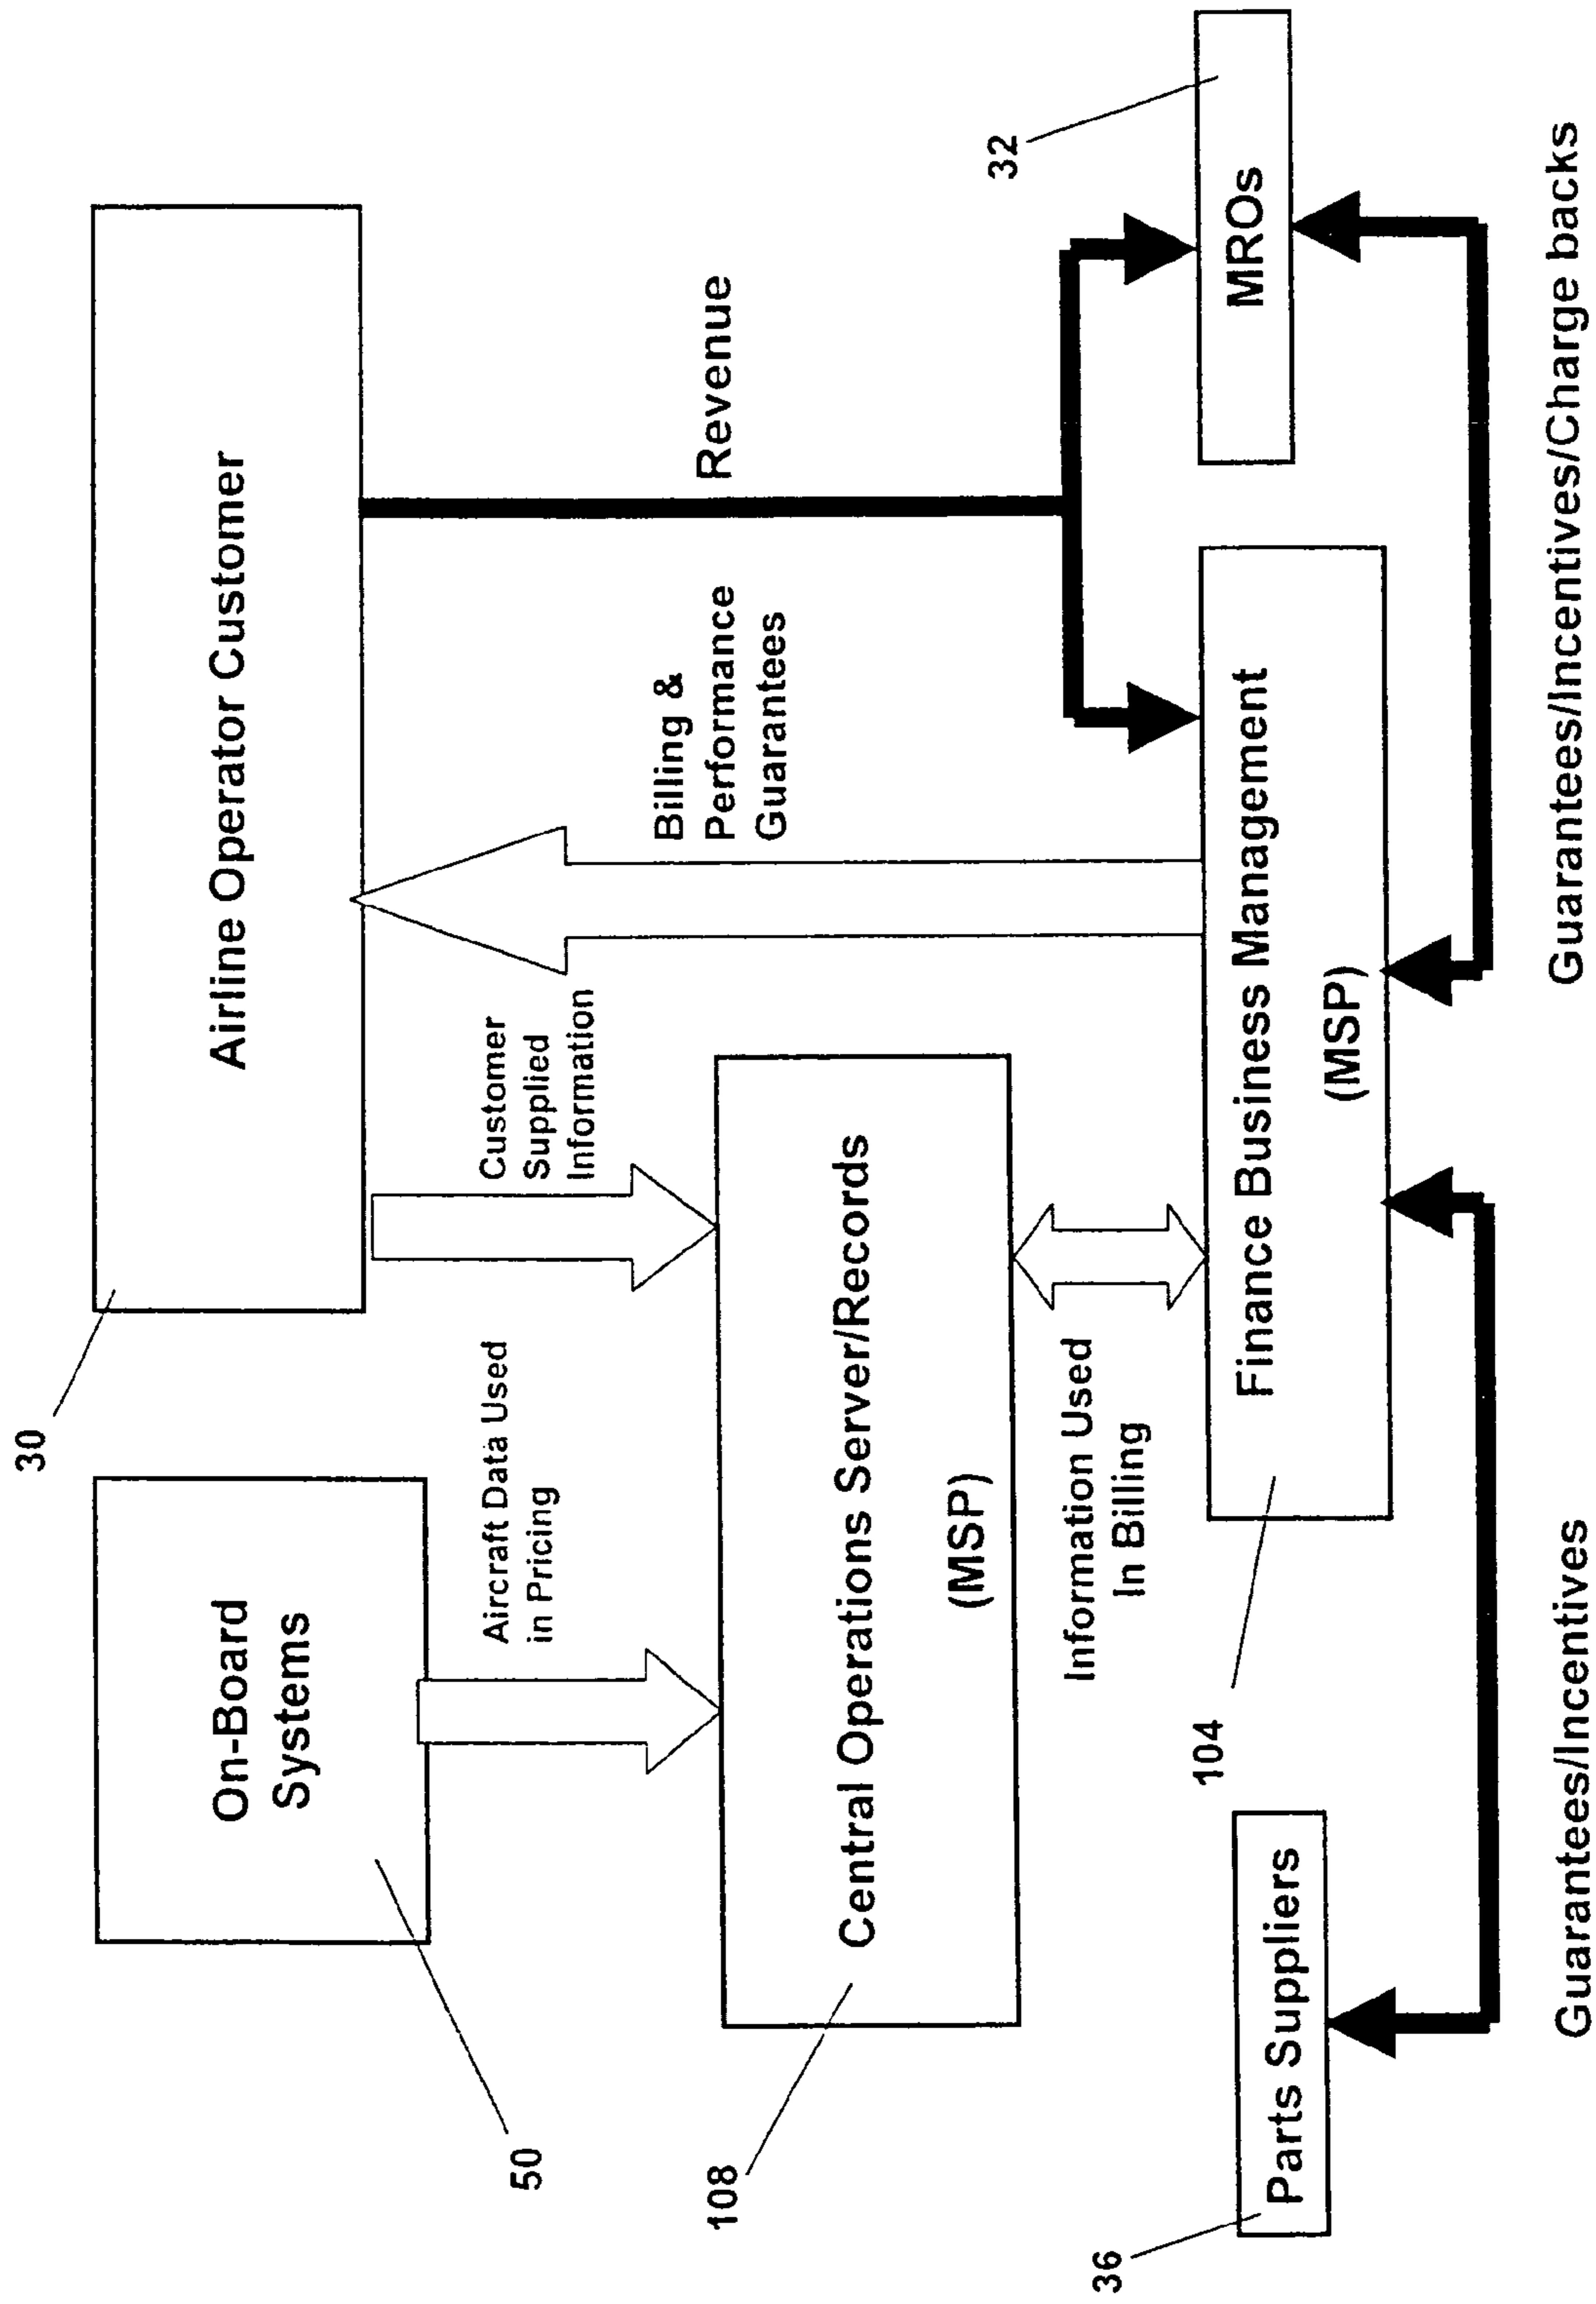 30
On-Board
Systems
Airline Operator Customer
50
Aircraft Data Used
in Pricing
Customer
Supplied
Information
Billing &
Performance
Guarantees
Revenue
108
Central Operations Server/Records
(MSP)
32
Information Used
In Billing
36
Parts Suppliers
104
Finance Business Management
(MSP)
MROs
Guarantees/Incentives
Guarantees/Incentives/Charge backs